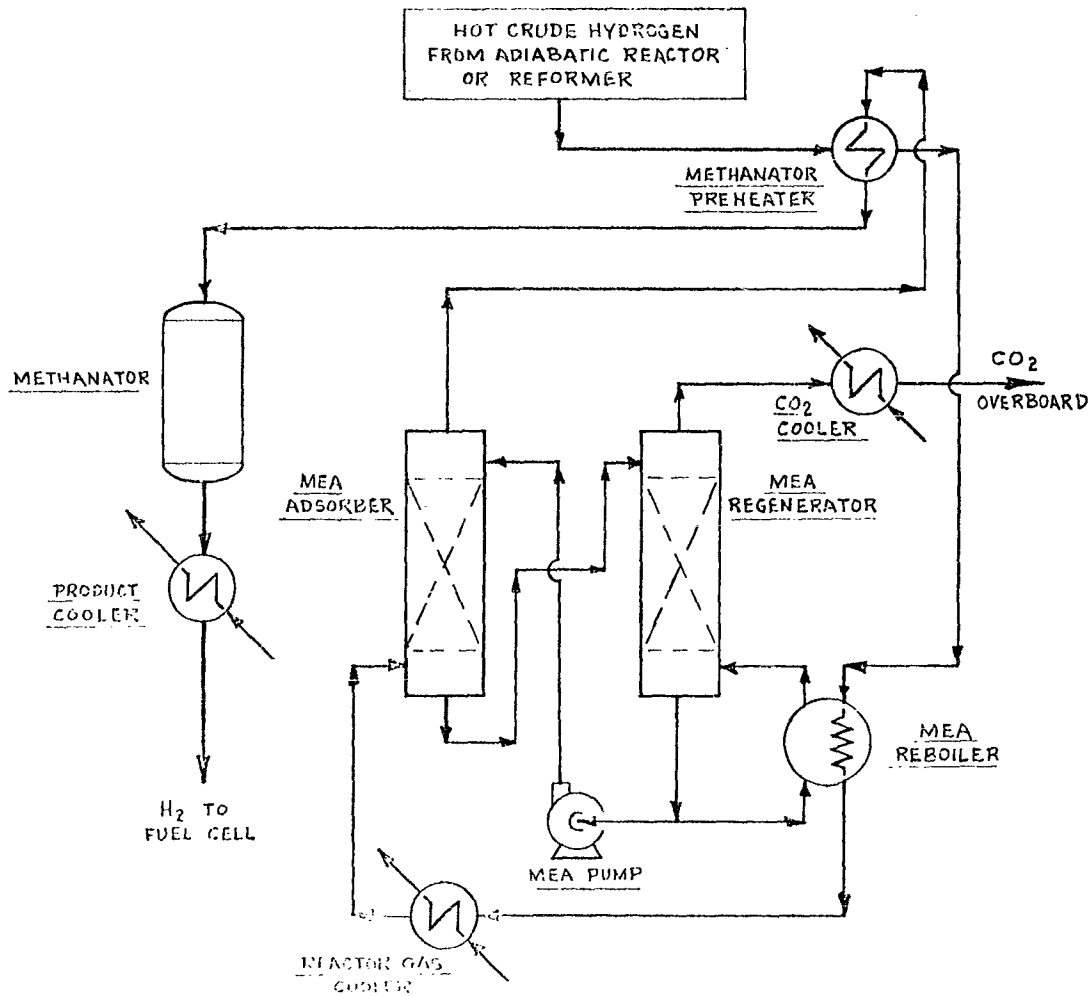 HOT CRUDE HYDROGEN
FROM ADIABATIC REACTOR
OR REFORMER
METHANATOR
PREHEATER
METHANATOR
CO2
OVERBOARD
CO2
COOLER
MEA
ADSORBER
MEA
REGENERATOR
PRODUCT
COOLER
MEA
REBOILER
H2 TO
FUEL CELL
MEA PUMP
REACTOR GAS
COOLER